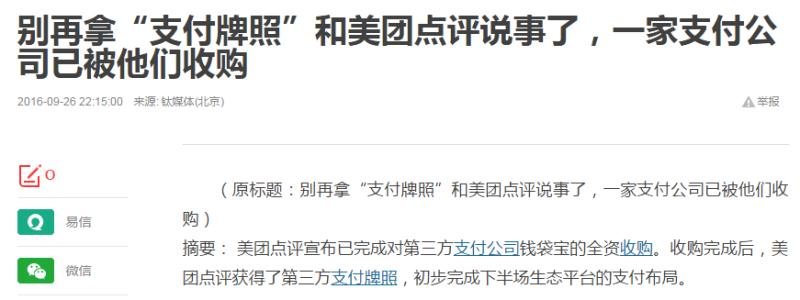 别再拿“支付牌照”和美团点评说事了，一家支付公
司已被他们收购
2016-09-26 22:15:00 来源: 钛媒体(北京)
举报
0
易信
微信
（原标题：别再拿“支付牌照”和美团点评说事了，一家支付公司已被他们收
购）
摘要： 美团点评宣布已完成对第三方支付公司钱袋宝的全资收购。收购完成后，美
团点评获得了第三方支付牌照，初步完成下半场生态平台的支付布局。